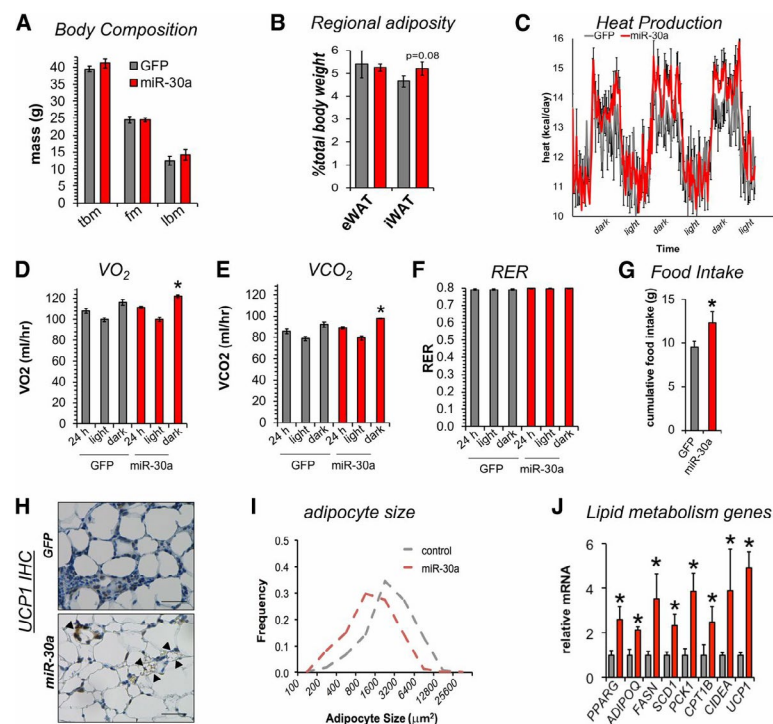 A Body Composition
GFP
miR-30a
mass (g)
40
35
30
25
20
15
10
5
0
tbm fm lbm
B Regional adiposity
p=0.08
%total body weight
6
5
4
3
2
1
0
eWAT iWAT
C Heat Production
GFP miR-30a
heat (kcal/day)
16
15
14
13
12
11
10
dark light dark light dark light
Time
D VO2
*
VO2 (ml/hr)
120
100
80
60
40
20
0
24 h light dark 24 h light dark
GFP miR-30a
E VCO2
*
VCO2 (ml/hr)
120
100
80
60
40
20
0
24 h light dark 24 h light dark
GFP miR-30a
F RER
RER
0.8
0.7
0.6
0.5
0.4
0.3
0.2
0.1
0.0
24 h light dark 24 h light dark
GFP miR-30a
G Food Intake
*
cumulative food intake (g)
15
10
5
0
GFP miR-30a
H
UCP1 IHC
GFP
miR-30a
I adipocyte size
control
miR-30a
Frequency
0.5
0.4
0.3
0.2
0.1
0.0
100 200 400 800 1600 3200 6400 12800 25600
Adipocyte Size (μm2)
J Lipid metabolism genes
* * * * * * * *
relative mRNA
6
4
2
0
PPARG ADIPOQ FASN SCD1 PCK1 CPT1B CIDEA UCP1